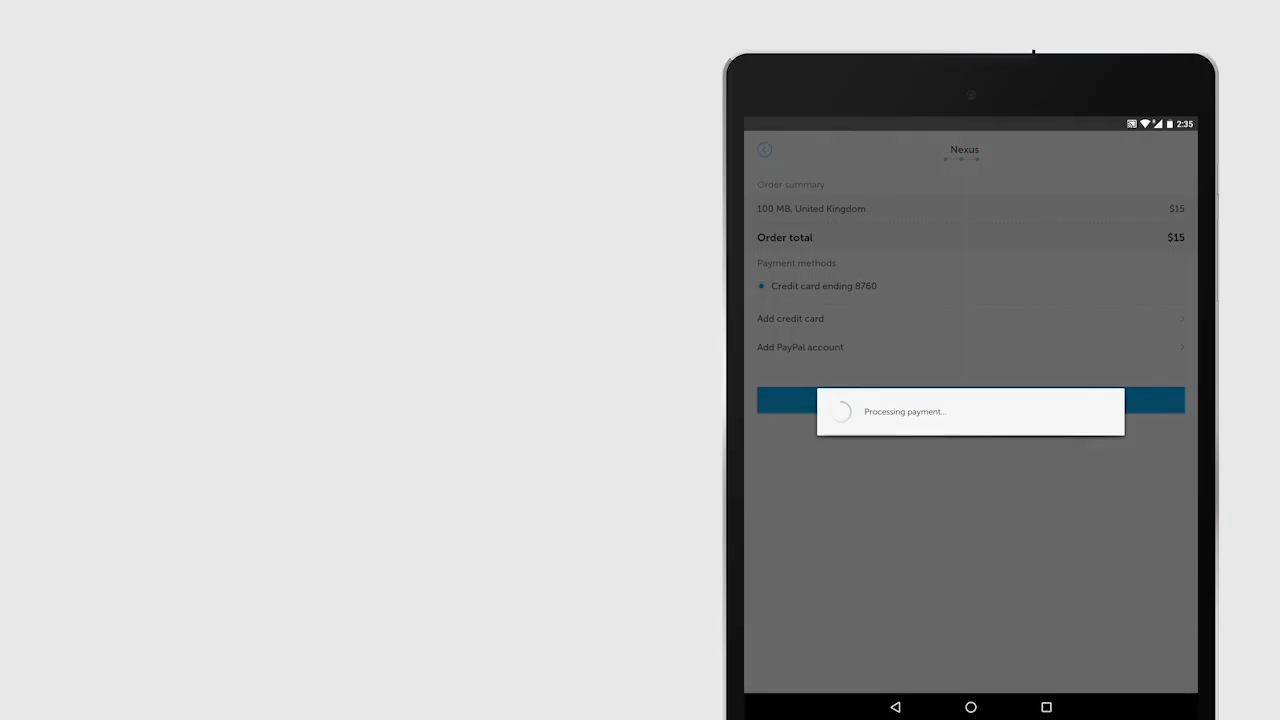 2:35
Nexus
Order summary
100 MB, United Kingdom $15
Order total $15
Payment methods
Credit card ending 8760
Add credit card
Add PayPal account
Processing payment...